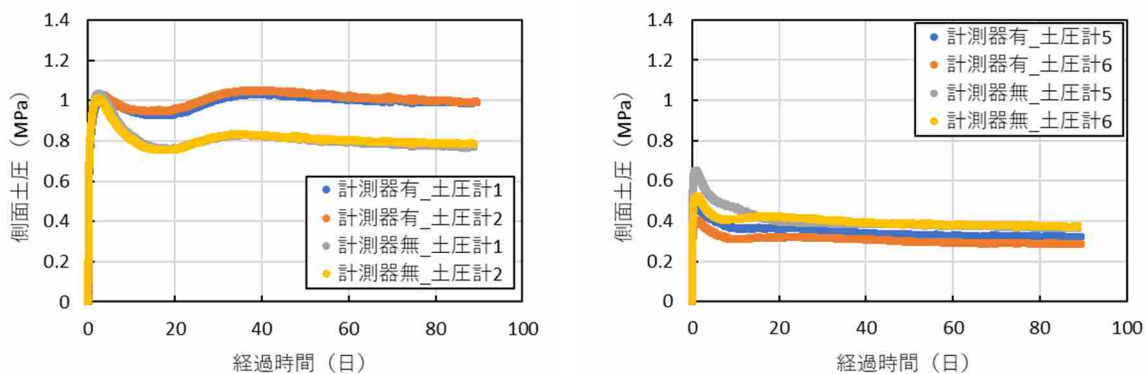 1.4
1.2
1
0.8
0.6
0.4
0.2
0
側面土圧 (MPa)
計測器有_土圧計1
計測器有_土圧計2
計測器無_土圧計1
計測器無_土圧計2
0 20 40 60 80 100
経過時間（日）
1.4
1.2
1
0.8
0.6
0.4
0.2
0
側面土圧 (MPa)
計測器有_土圧計5
計測器有_土圧計6
計測器無_土圧計5
計測器無_土圧計6
0 20 40 60 80 100
経過時間（日）